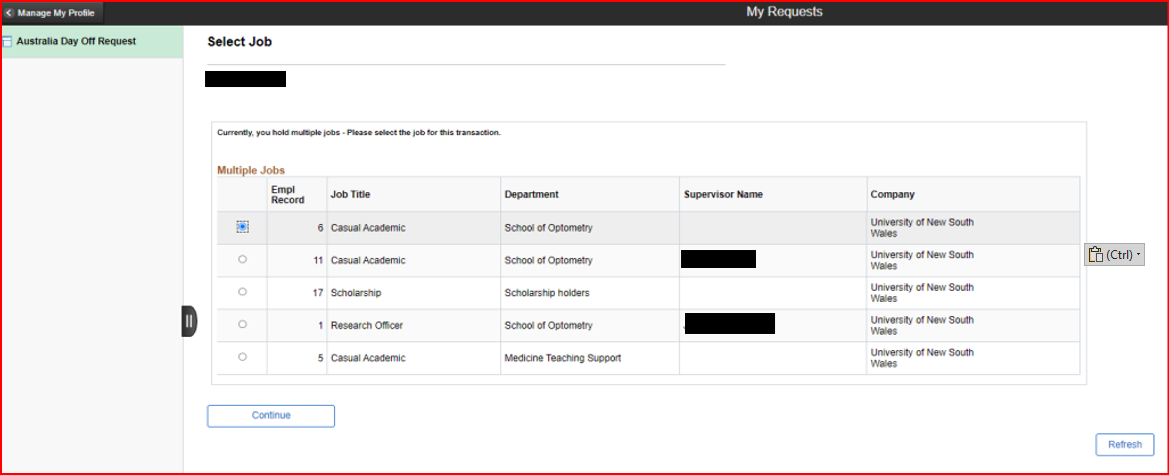 Manage My Profile
My Requests
Australia Day Off Request
Select Job
Currently, you hold multiple jobs - Please select the job for this transaction.
Multiple Jobs
Empl Record Job Title Department Supervisor Name Company
6 Casual Academic School of Optometry University of New South Wales
11 Casual Academic School of Optometry University of New South Wales
17 Scholarship Scholarship holders University of New South Wales
1 Research Officer School of Optometry University of New South Wales
5 Casual Academic Medicine Teaching Support University of New South Wales
(Ctrl)
Continue
Refresh